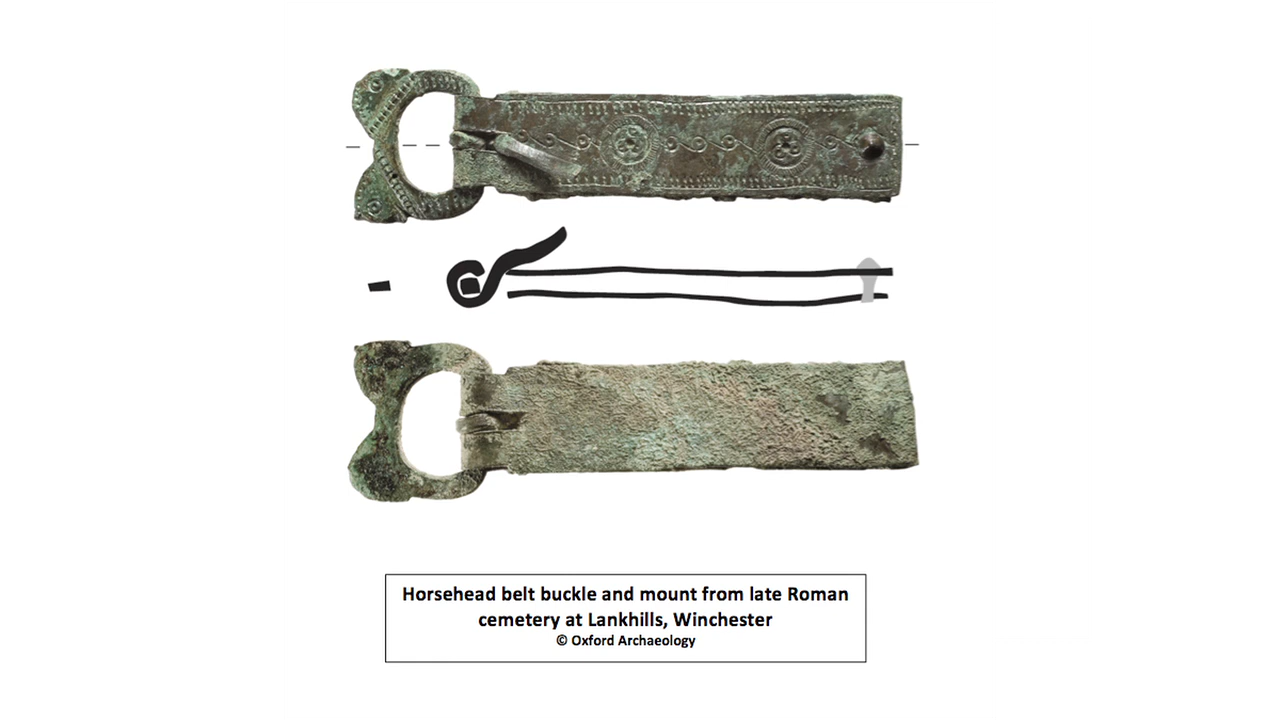 Horsehead belt buckle and mount from late Roman
cemetery at Lankhills, Winchester
© Oxford Archaeology